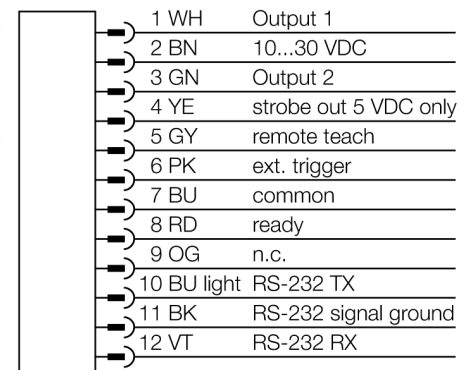 1 WH Output 1
2 BN 10...30 VDC
3 GN Output 2
4 YE strobe out 5 VDC only
5 GY remote teach
6 PK ext. trigger
7 BU common
8 RD ready
9 OG n.c.
10 BU light RS-232 TX
11 BK RS-232 signal ground
12 VT RS-232 RX